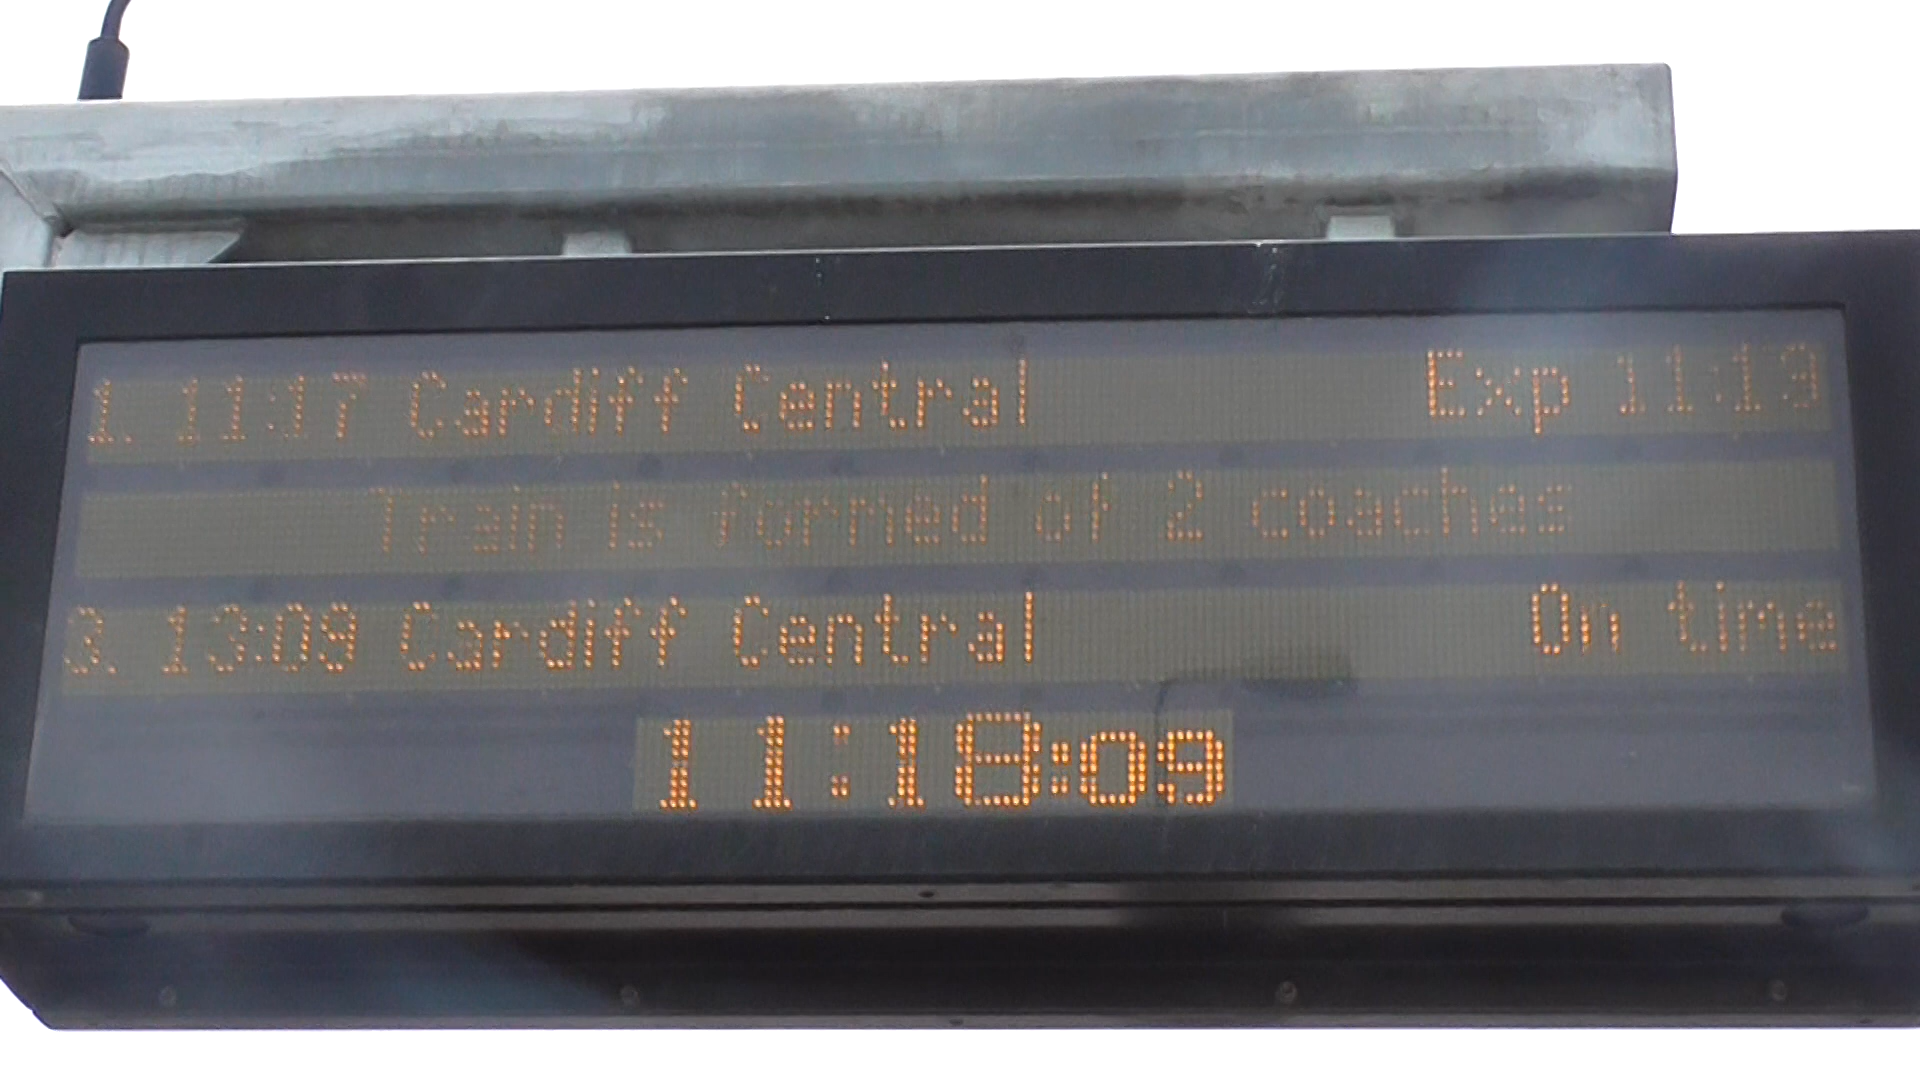 1. 11:17 Cardiff Central Exp 11:19
Train is formed of 2 coaches
3. 13:09 Cardiff Central On time
11:18:09